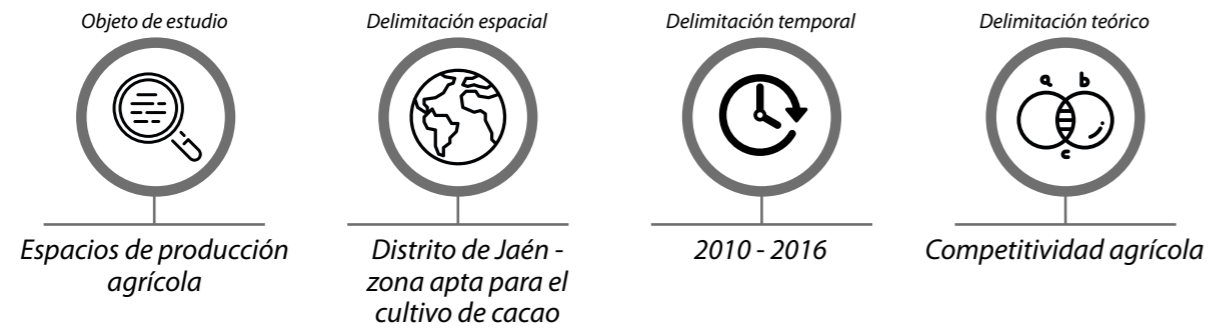 Objeto de estudio
Delimitación espacial
Delimitación temporal
Delimitación teórico
a b
c
Espacios de producción
agrícola
Distrito de Jaén -
zona apta para el
cultivo de cacao
2010 - 2016
Competitividad agrícola